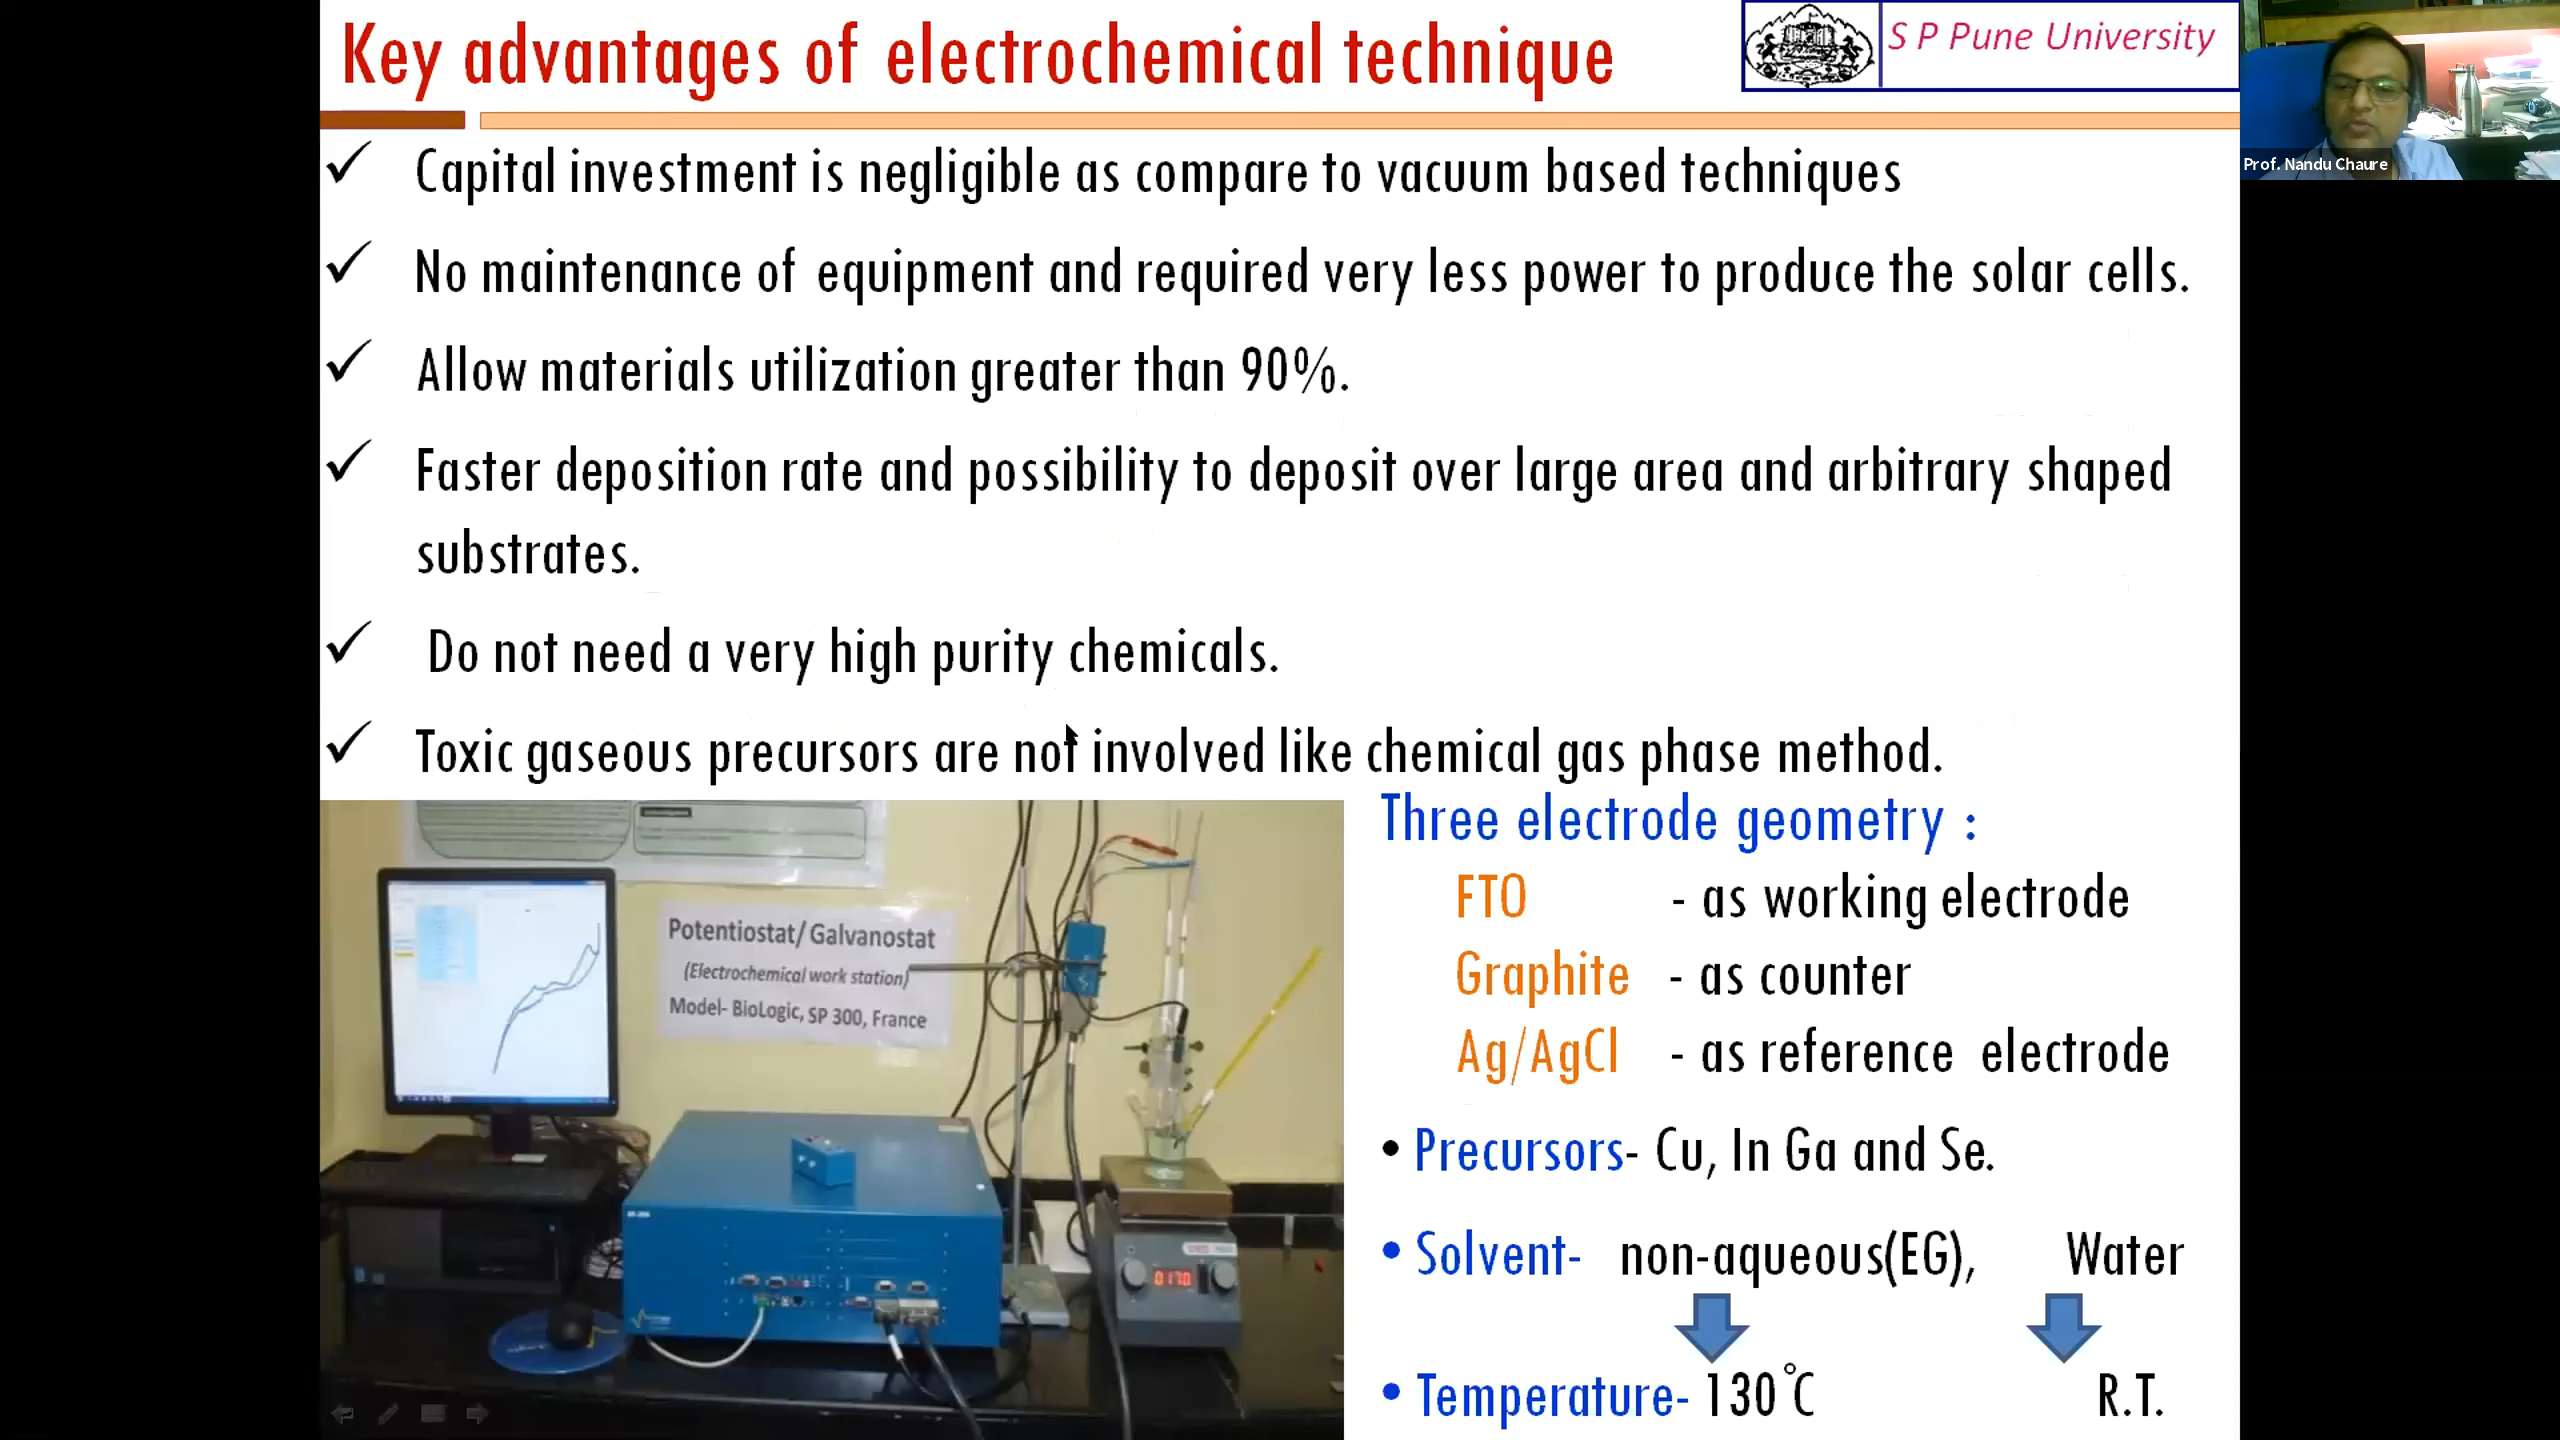 Key advantages of electrochemical technique
S P Pune University
Prof. Nandu Chaure
✓ Capital investment is negligible as compare to vacuum based techniques
✓ No maintenance of equipment and required very less power to produce the solar cells.
✓ Allow materials utilization greater than 90%.
✓ Faster deposition rate and possibility to deposit over large area and arbitrary shaped
substrates.
✓ Do not need a very high purity chemicals.
✓ Toxic gaseous precursors are not involved like chemical gas phase method.
Potentiostat/ Galvanostat
(Electrochemical work station)
Model- BioLogic, SP 300, France
0170
Three electrode geometry :
FTO - as working electrode
Graphite - as counter
Ag/AgCl - as reference electrode
• Precursors- Cu, In Ga and Se.
• Solvent- non-aqueous(EG), Water
• Temperature- 130°C R.T.